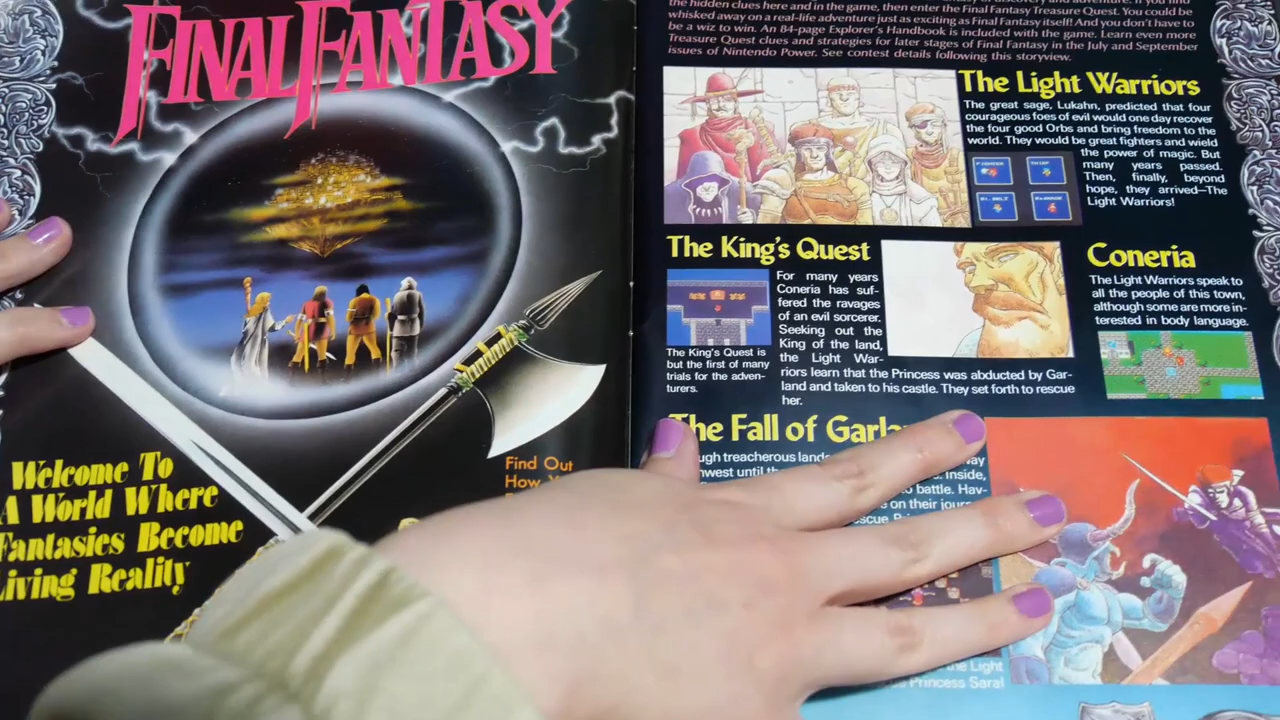 FINAL FANTASY
Welcome To
A World Where
Fantasies Become
Living Reality
Find Out
How
the hidden clues here and in the game, then enter the Final Fantasy Treasure Quest. You could be
whisked away on a real-life adventure just as exciting as Final Fantasy itself! And you don't have to
be a wiz to win. An 84-page Explorer's Handbook is included with the game. Learn even more
Treasure Quest clues and strategies for later stages of Final Fantasy in the July and September
issues of Nintendo Power. See contest details following this storyview.
The Light Warriors
The great sage, Lukahn, predicted that four
courageous foes of evil would one day recover
the four good Orbs and bring freedom to the
world. They would be great fighters and wield
the power of magic. But
many years passed.
Then, finally, beyond
hope, they arrived—The
Light Warriors!
FIGHTER
THIEF
Bl.BELT
RedMAGE
The King's Quest
For many years
Coneria has suf-
fered the ravages
of an evil sorcerer.
Seeking out the
King of the land,
the Light War-
riors learn that the Princess was abducted by Gar-
land and taken to his castle. They set forth to rescue
her.
The King's Quest is
but the first of many
trials for the adven-
turers.
Coneria
The Light Warriors speak to
all the people of this town,
although some are more in-
terested in body language.
The Fall of
treacherous
until
Inside,
to battle. Hav-
on their
the Light
Princess Sara!